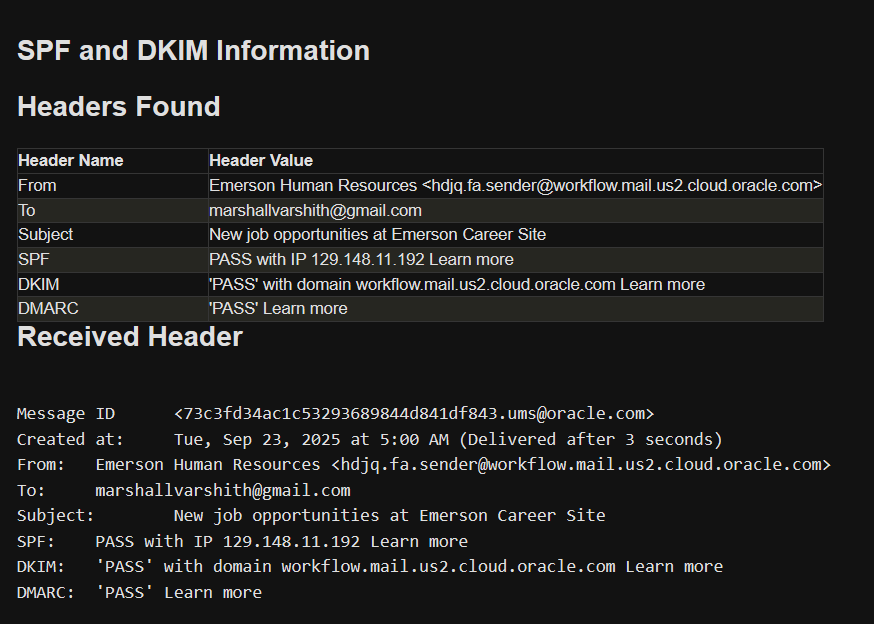 SPF and DKIM Information
Headers Found
Header Name Header Value
From Emerson Human Resources <hdjq.fa.sender@workflow.mail.us2.cloud.oracle.com>
To marshallvarshith@gmail.com
Subject New job opportunities at Emerson Career Site
SPF PASS with IP 129.148.11.192 Learn more
DKIM 'PASS' with domain workflow.mail.us2.cloud.oracle.com Learn more
DMARC 'PASS' Learn more
Received Header
Message ID <73c3fd34ac1c53293689844d841df843.ums@oracle.com>
Created at: Tue, Sep 23, 2025 at 5:00 AM (Delivered after 3 seconds)
From: Emerson Human Resources <hdjq.fa.sender@workflow.mail.us2.cloud.oracle.com>
To: marshallvarshith@gmail.com
Subject: New job opportunities at Emerson Career Site
SPF: PASS with IP 129.148.11.192 Learn more
DKIM: 'PASS' with domain workflow.mail.us2.cloud.oracle.com Learn more
DMARC: 'PASS' Learn more